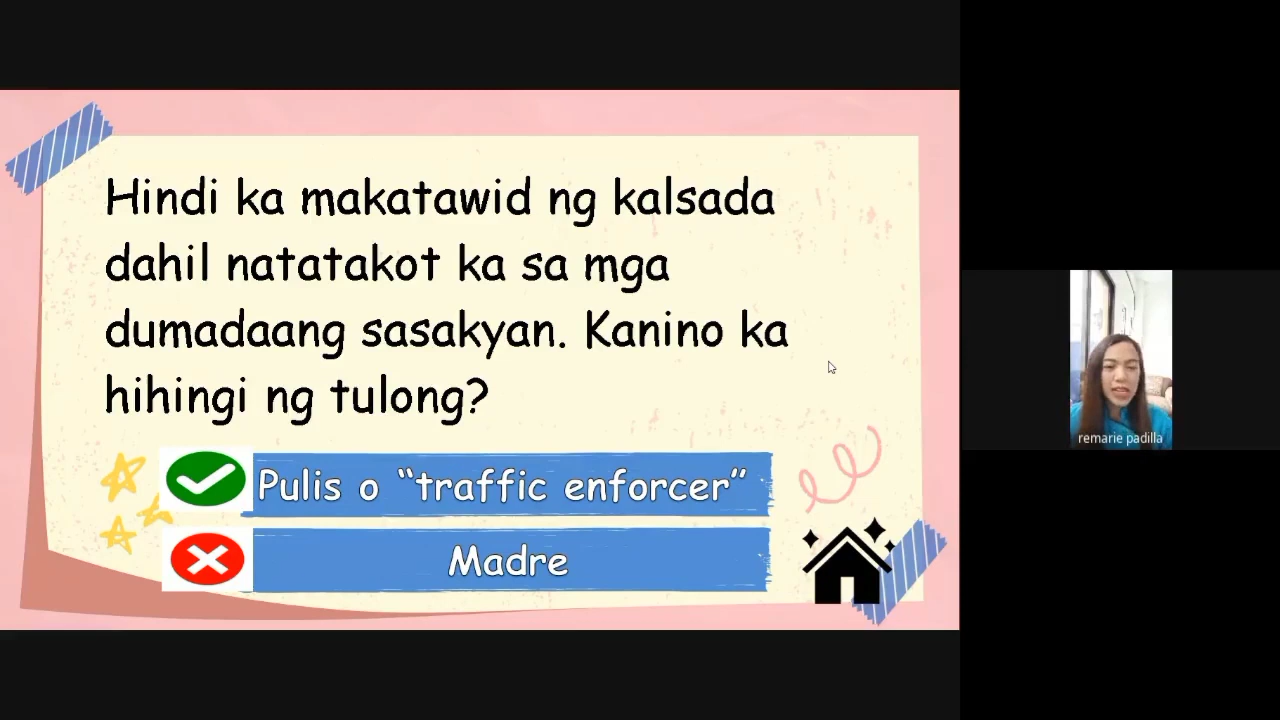 Hindi ka makatawid ng kalsada
dahil natatakot ka sa mga
dumadaang sasakyan. Kanino ka
hihingi ng tulong?
Pulis o “traffic enforcer”
Madre
remarie padilla